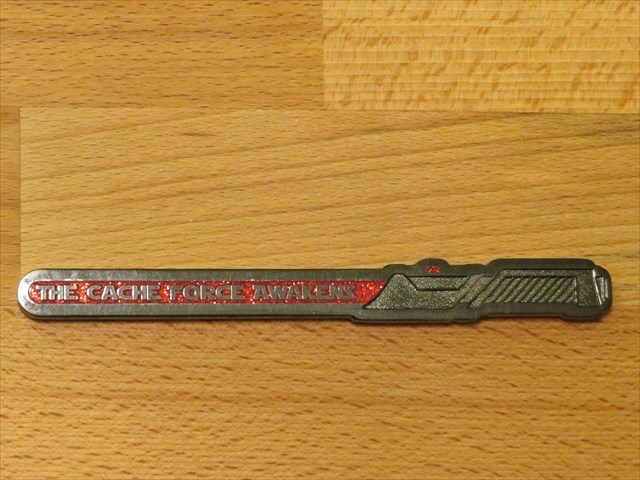 THE CACHE FORCE AWAKENS